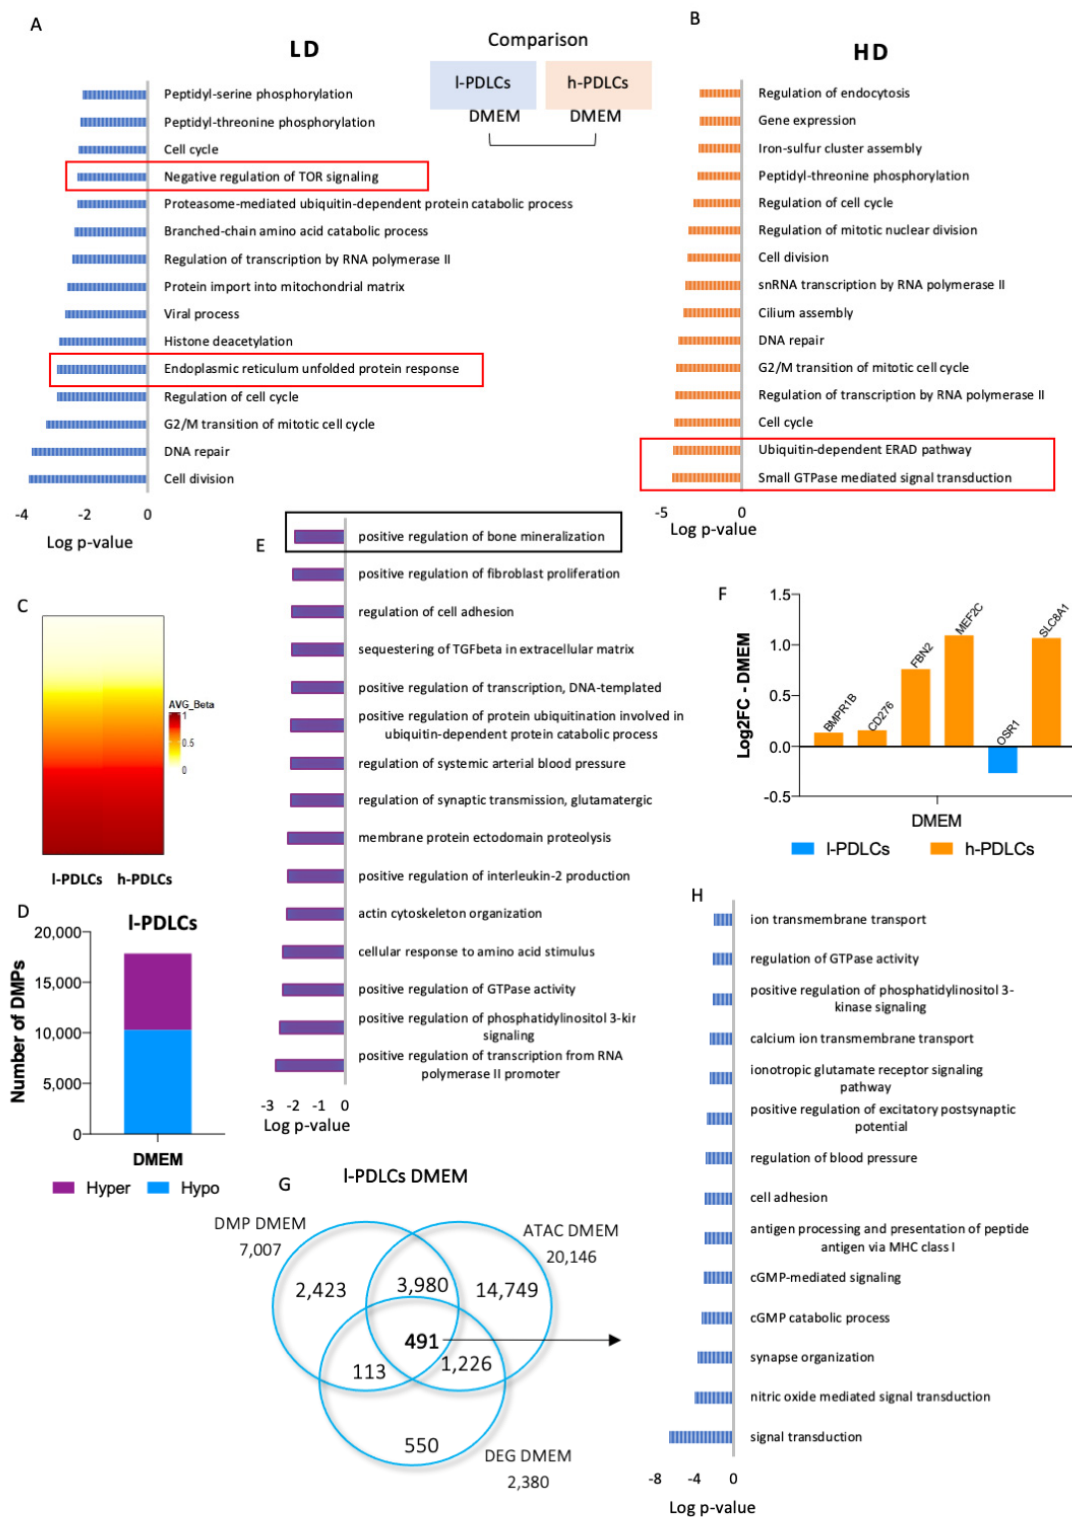 A
LD
Peptidyl-serine phosphorylation
Peptidyl-threonine phosphorylation
Cell cycle
Negative regulation of TOR signaling
Proteasome-mediated ubiquitin-dependent protein catabolic process
Branched-chain amino acid catabolic process
Regulation of transcription by RNA polymerase II
Protein import into mitochondrial matrix
Viral process
Histone deacetylation
Endoplasmic reticulum unfolded protein response
Regulation of cell cycle
G2/M transition of mitotic cell cycle
DNA repair
Cell division
-4 -2 0
Log p-value
Comparison
l-PDLCs h-PDLCs
DMEM DMEM
B
HD
Regulation of endocytosis
Gene expression
Iron-sulfur cluster assembly
Peptidyl-threonine phosphorylation
Regulation of cell cycle
Regulation of mitotic nuclear division
Cell division
snRNA transcription by RNA polymerase II
Cilium assembly
DNA repair
G2/M transition of mitotic cell cycle
Regulation of transcription by RNA polymerase II
Cell cycle
Ubiquitin-dependent ERAD pathway
Small GTPase mediated signal transduction
-5 0
Log p-value
C
AVG_Beta
1
0.5
0
l-PDLCs h-PDLCs
D
l-PDLCs
Number of DMPs
20,000
15,000
10,000
5,000
0
DMEM
Hyper Hypo
E
positive regulation of bone mineralization
positive regulation of fibroblast proliferation
regulation of cell adhesion
sequestering of TGFbeta in extracellular matrix
positive regulation of transcription, DNA-templated
positive regulation of protein ubiquitination involved in
ubiquitin-dependent protein catabolic process
regulation of systemic arterial blood pressure
regulation of synaptic transmission, glutamatergic
membrane protein ectodomain proteolysis
positive regulation of interleukin-2 production
actin cytoskeleton organization
cellular response to amino acid stimulus
positive regulation of GTPase activity
positive regulation of phosphatidylinositol 3-kin
signaling
positive regulation of transcription from RNA
polymerase II promoter
-3 -2 -1 0
Log p-value
F
Log2FC - DMEM
1.5
1.0
0.5
0.0
-0.5
BMPR1B
CD276
FBN2
MEF2C
OSR1
SLC8A1
DMEM
l-PDLCs h-PDLCs
G
l-PDLCs DMEM
DMP DMEM
7,007
ATAC DMEM
20,146
2,423
3,980
14,749
491
113
1,226
550
DEG DMEM
2,380
H
ion transmembrane transport
regulation of GTPase activity
positive regulation of phosphatidylinositol 3-
kinase signaling
calcium ion transmembrane transport
ionotropic glutamate receptor signaling
pathway
positive regulation of excitatory postsynaptic
potential
regulation of blood pressure
cell adhesion
antigen processing and presentation of peptide
antigen via MHC class I
cGMP-mediated signaling
cGMP catabolic process
synapse organization
nitric oxide mediated signal transduction
signal transduction
-8 -4 0
Log p-value